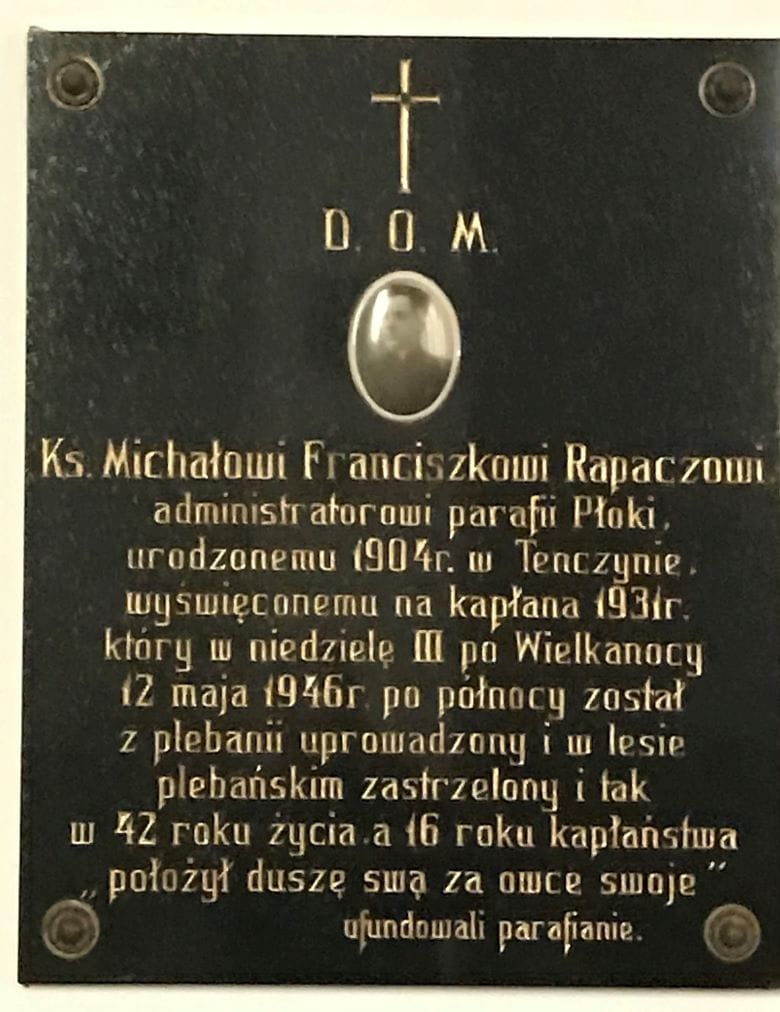 D. O. M.
Ks. Michałowi Franciszkowi Rapaczowi
administratorowi parafii Płoki,
urodzonemu 1904r. w Tenczynie,
wyświęconemu na kapłana 1931r.
który w niedzielę III po Wielkanocy
12 maja 1946r. po północy został
z plebanii uprowadzony i w lesie
plebańskim zastrzelony i tak
w 42 roku życia a 16 roku kapłaństwa
„położył duszę swą za owce swoje”
ufundowali parafianie.